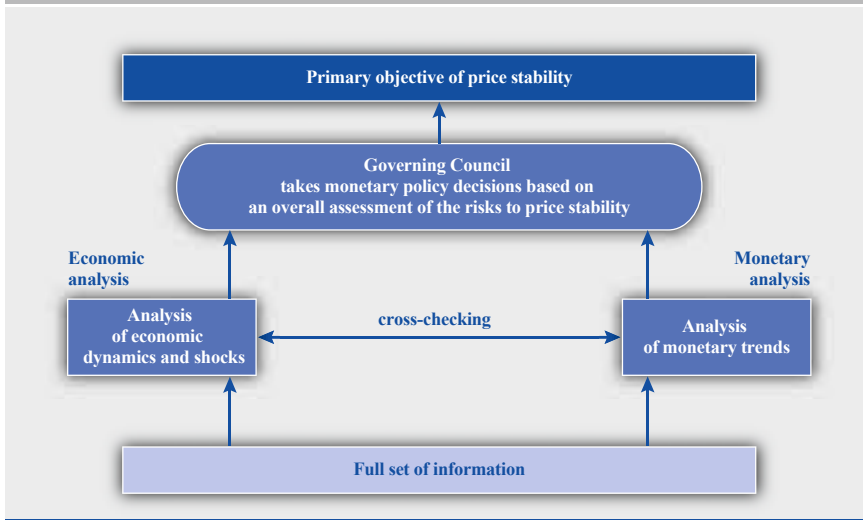 Primary objective of price stability
Governing Council
takes monetary policy decisions based on
an overall assessment of the risks to price stability
Economic
analysis
Monetary
analysis
Analysis
of economic
dynamics and shocks
cross-checking
Analysis
of monetary trends
Full set of information